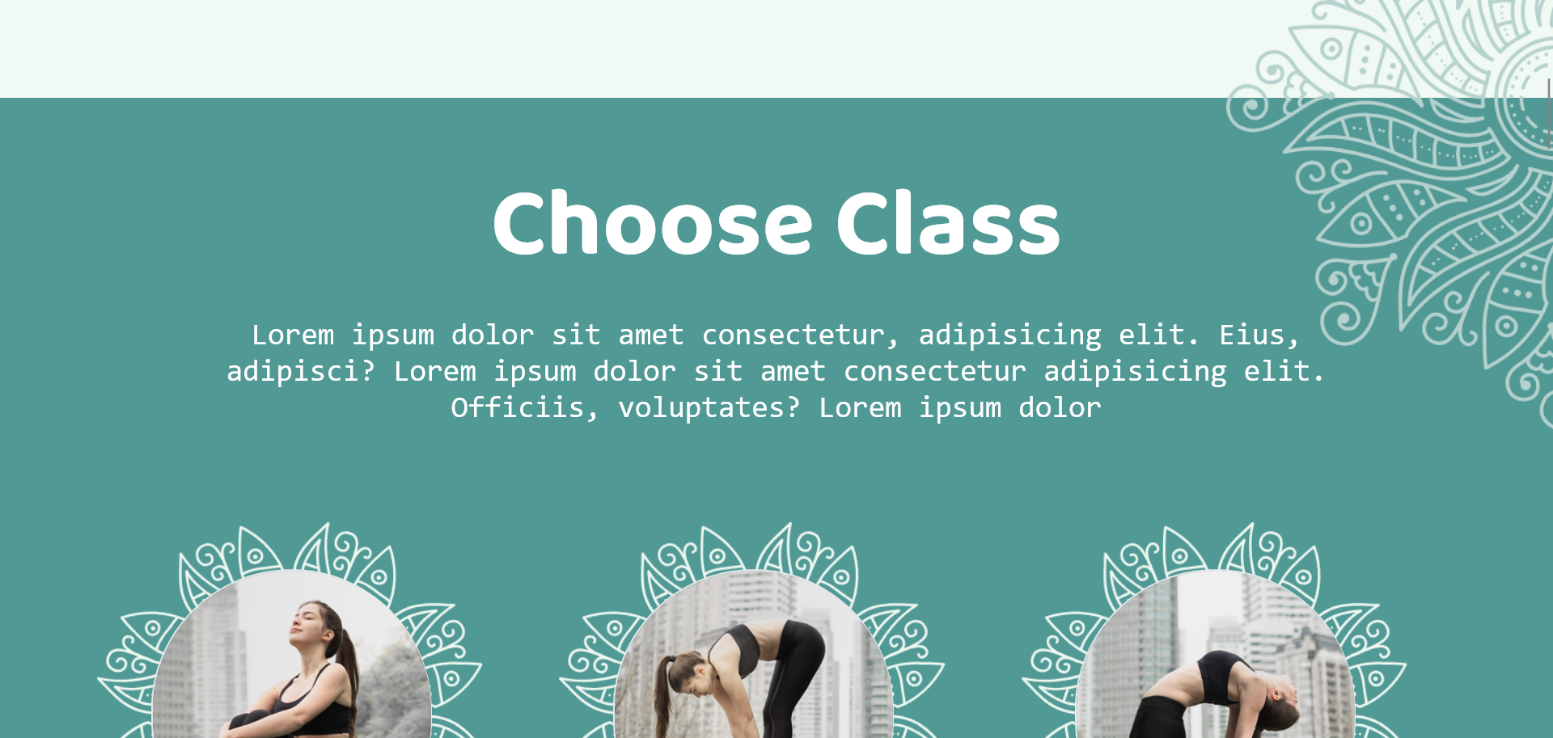 Choose Class
Lorem ipsum dolor sit amet consectetur, adipisicing elit. Eius,
adipisci? Lorem ipsum dolor sit amet consectetur adipisicing elit.
Officiis, voluptates? Lorem ipsum dolor